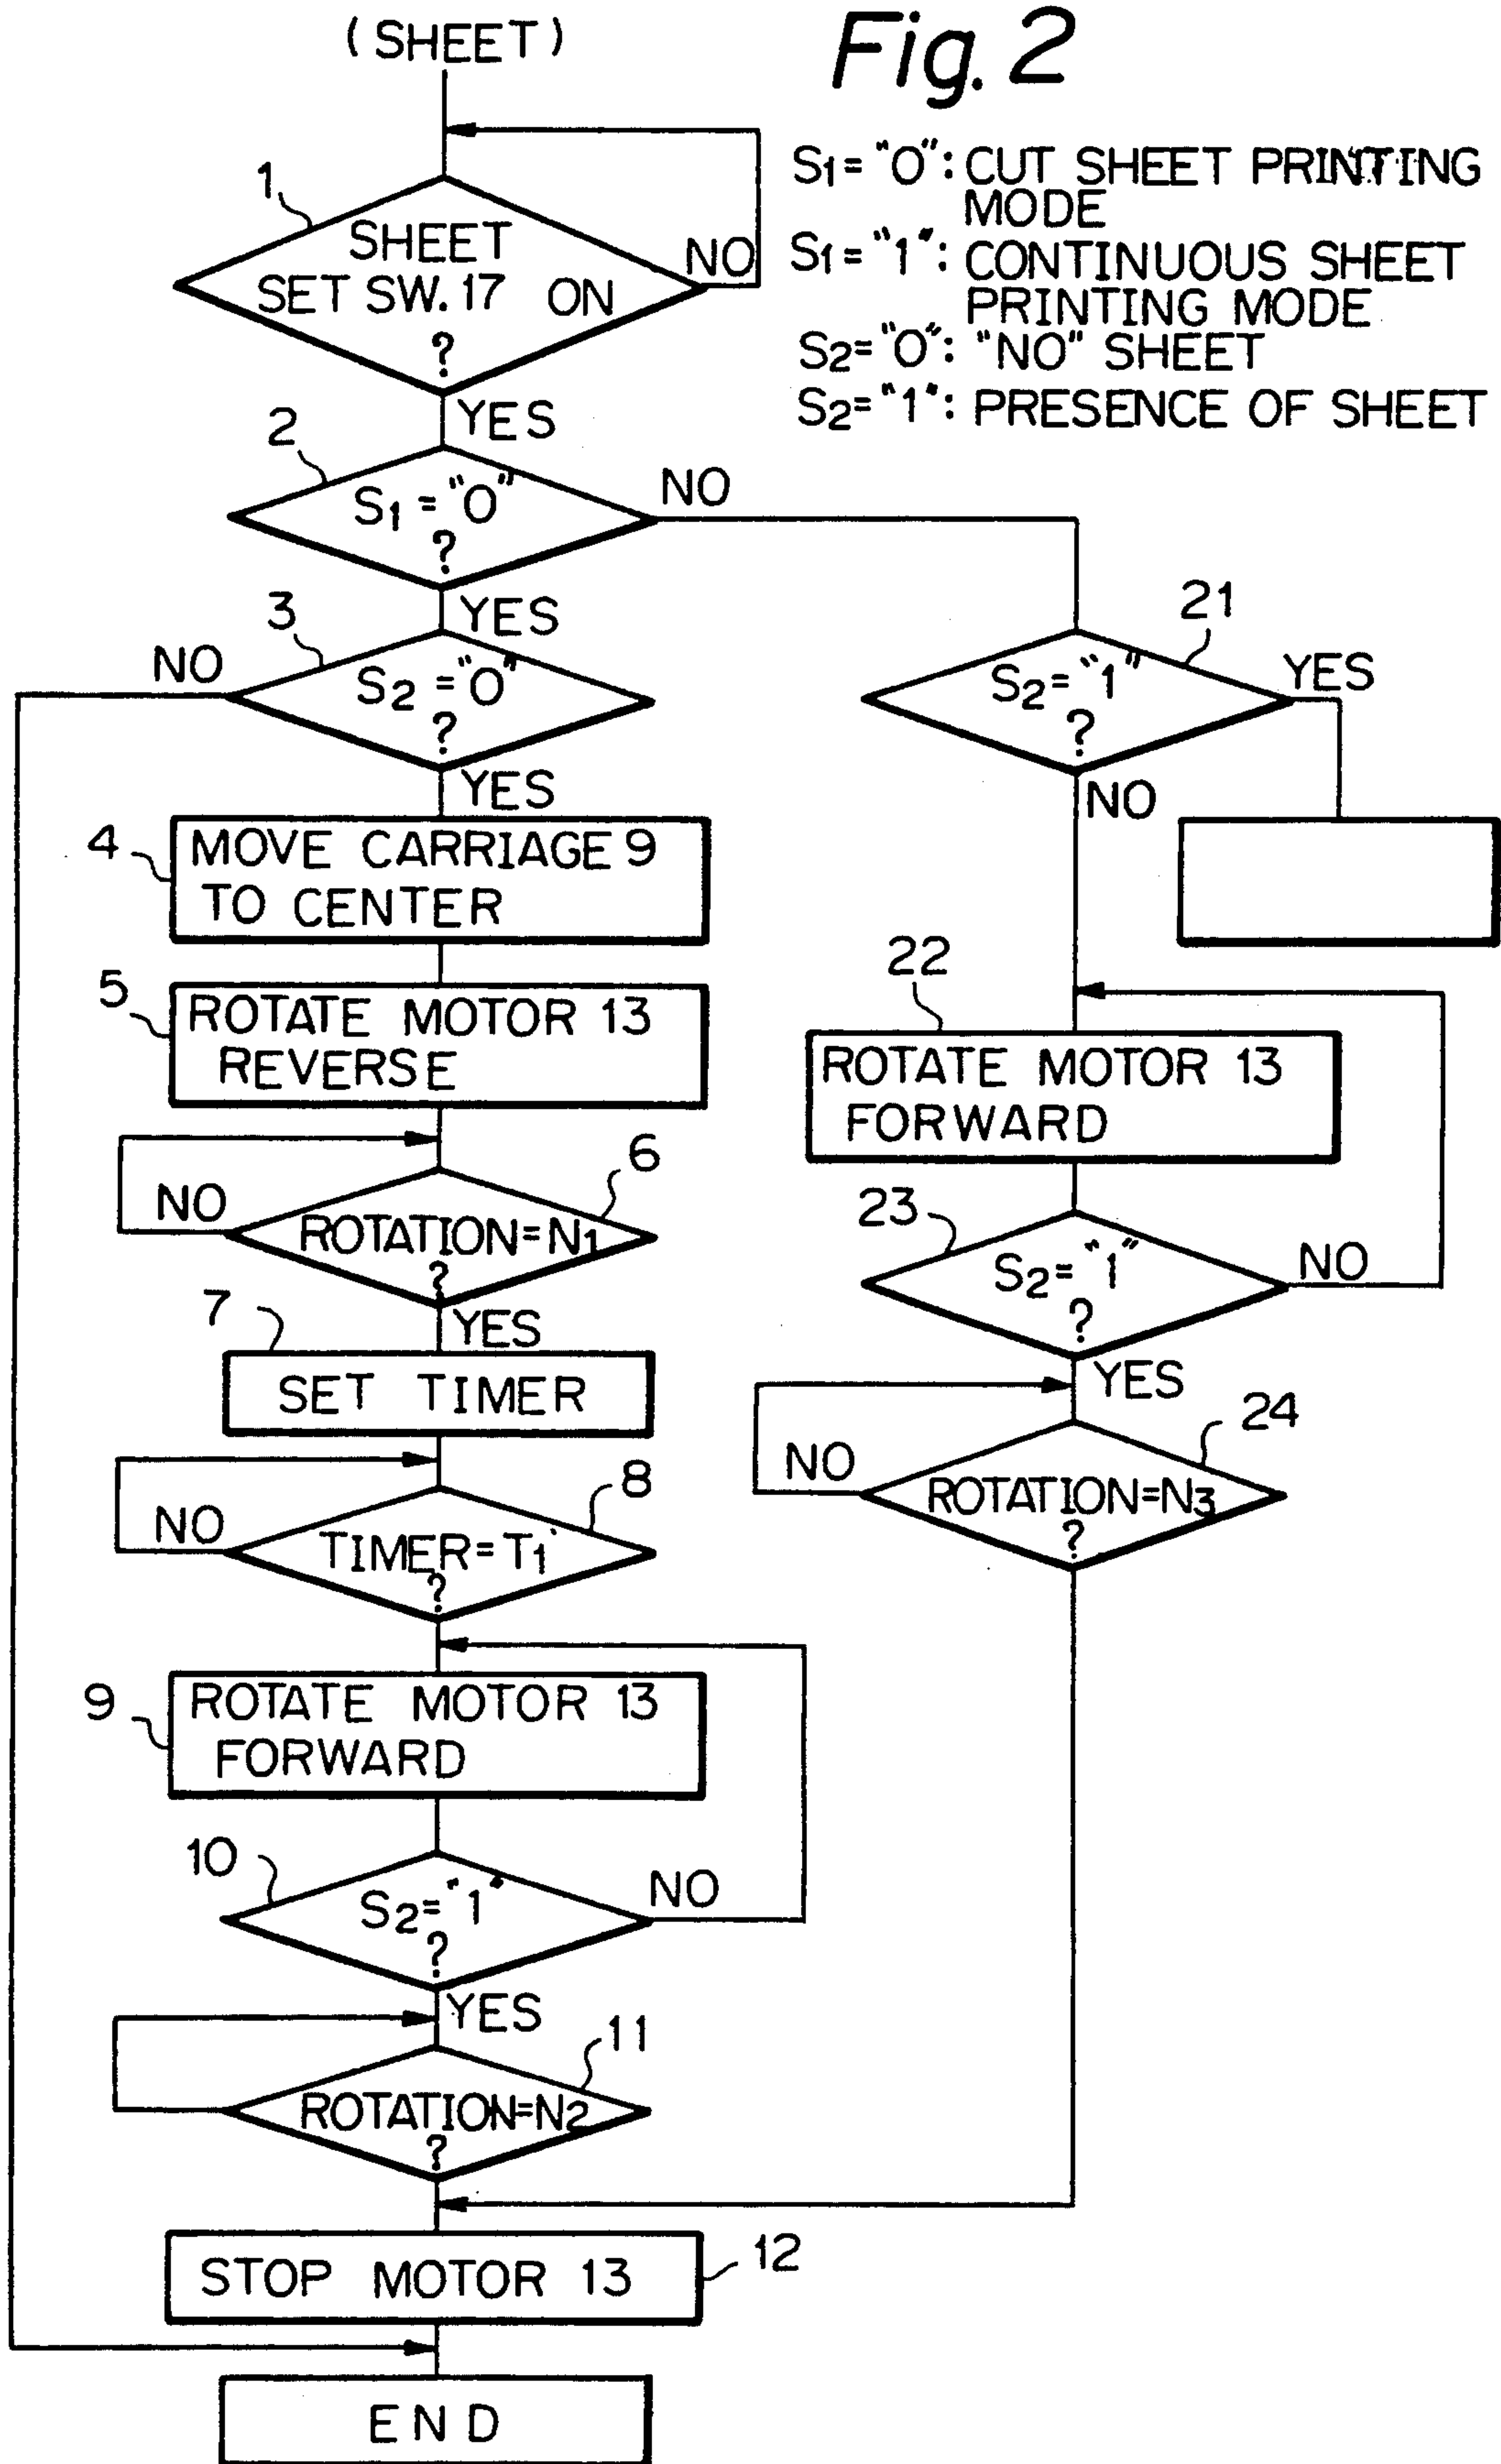 (SHEET)
Fig. 2
S1="0": CUT SHEET PRINTING
MODE
S1="1": CONTINUOUS SHEET
PRINTING MODE
S2="0": "NO" SHEET
S2="1": PRESENCE OF SHEET
1
SHEET
SET SW. 17 ON
?
NO
YES
2
S1="0"
?
NO
YES
3
S2="0"
?
NO
YES
4
MOVE CARRIAGE 9
TO CENTER
5
ROTATE MOTOR 13
REVERSE
6
ROTATION=N1
?
NO
YES
7
SET TIMER
8
TIMER=T1
?
NO
9
ROTATE MOTOR 13
FORWARD
10
S2="1"
?
NO
YES
11
ROTATION=N2
?
12
STOP MOTOR 13
END
21
S2="1"
?
YES
NO
22
ROTATE MOTOR 13
FORWARD
23
S2="1"
?
NO
YES
24
ROTATION=N3
?
NO